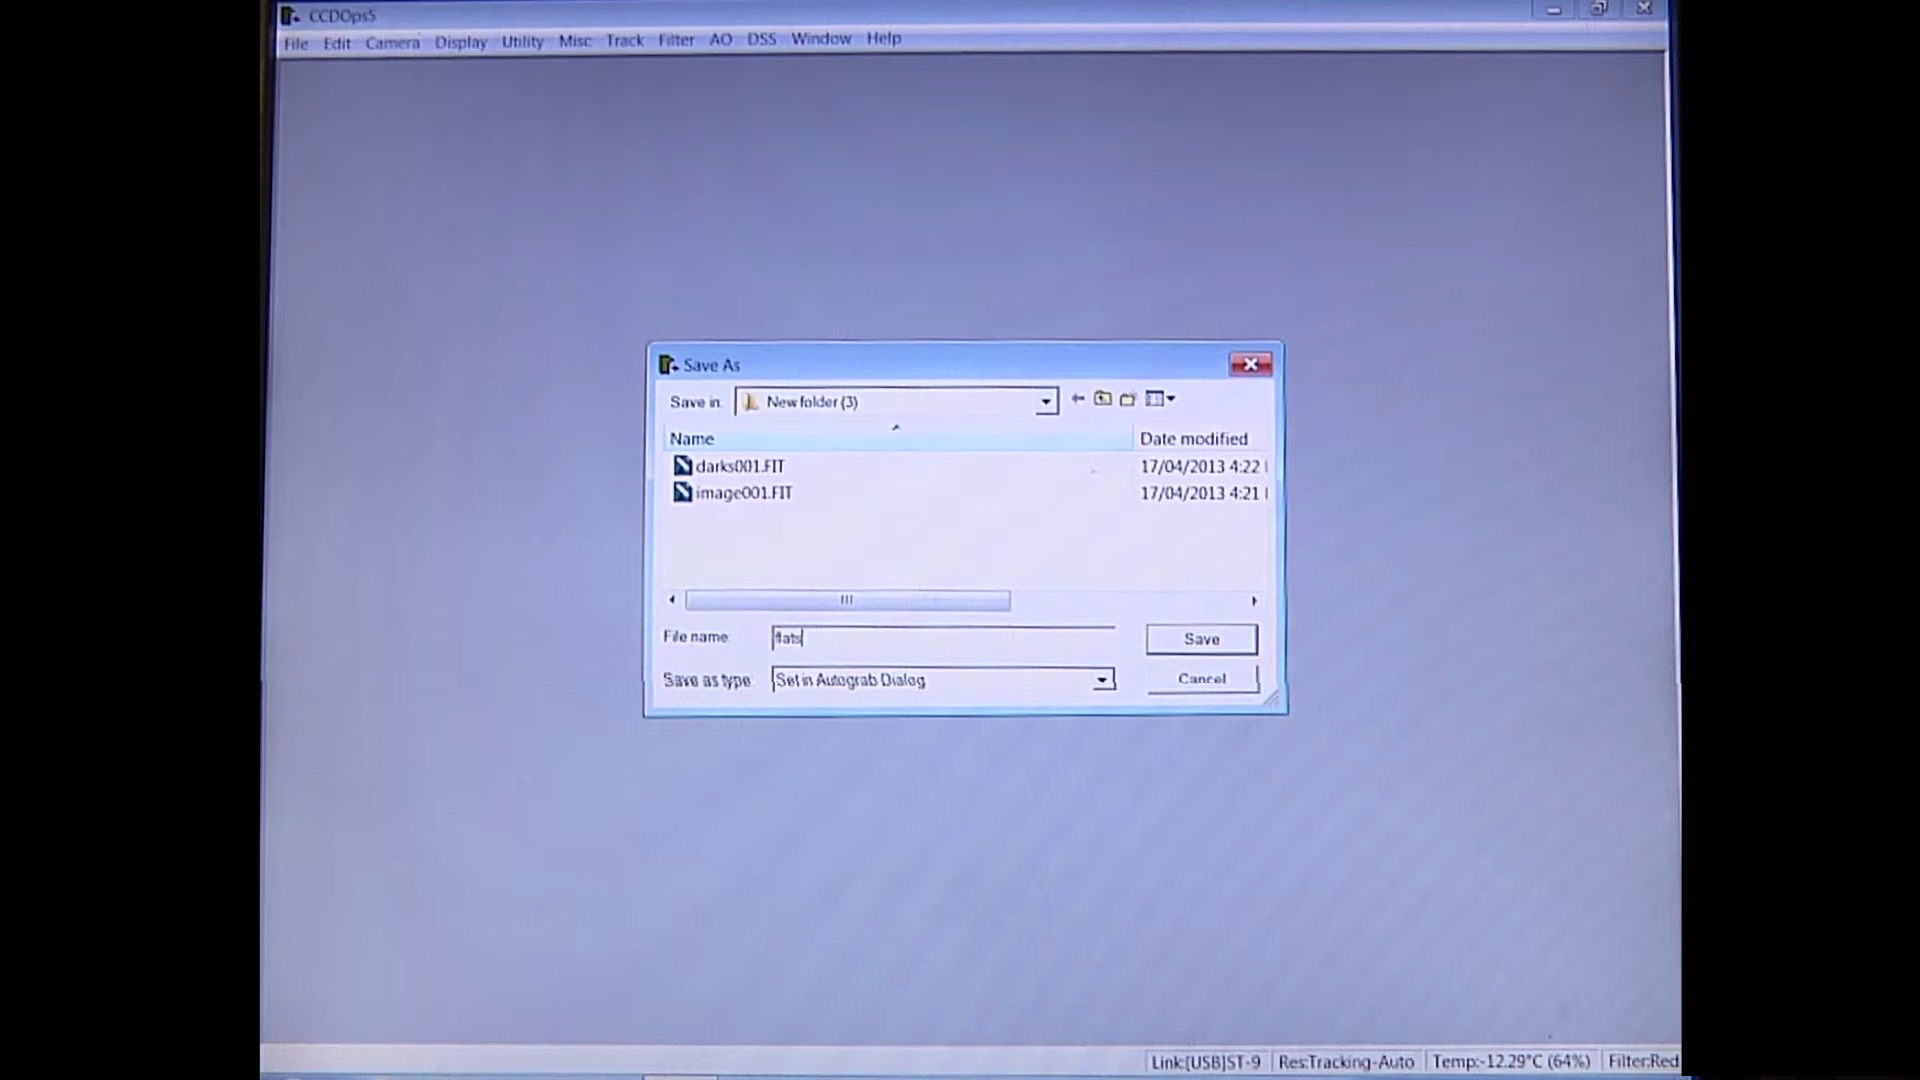 CCDOps5
File Edit Camera Display Utility Misc Track Filter AO DSS Window Help
Save As
Save in: New folder (3)
Name Date modified
darks001.FIT 17/04/2013 4:22
image001.FIT 17/04/2013 4:21
File name: flats Save
Save as type: Set in Autograb Dialog Cancel
Link:[USB]ST-9 Res:Tracking-Auto Temp:-12.29°C (64%) Filter:Red